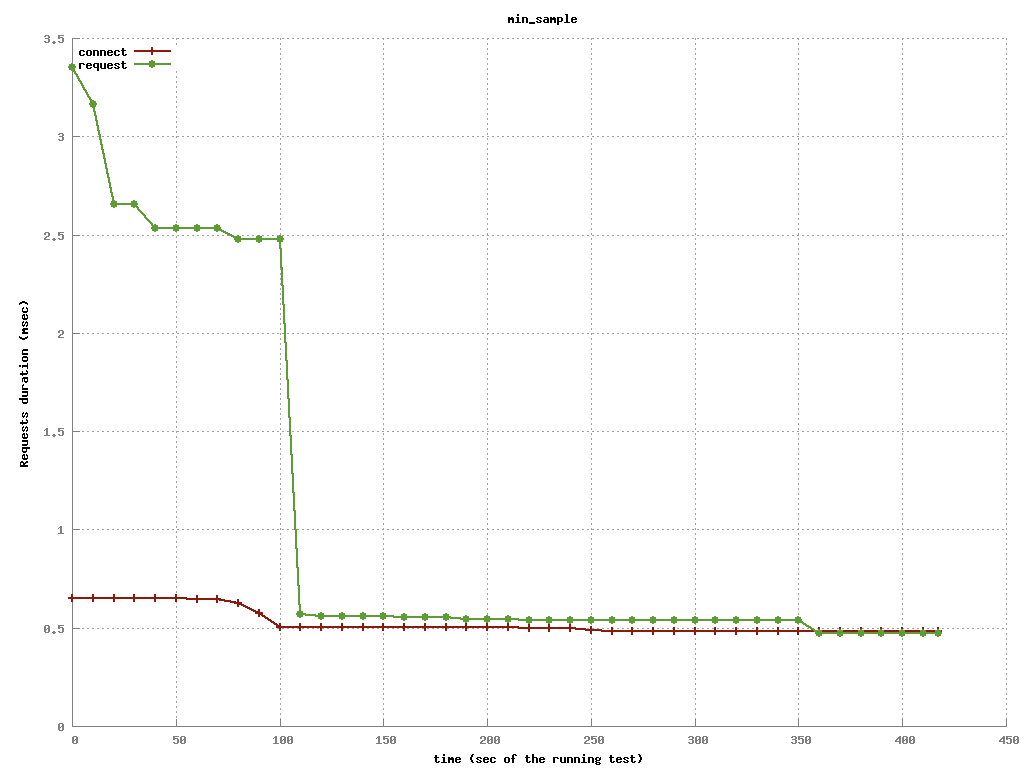 min_sample
connect
request
3.5
3
2.5
2
1.5
1
0.5
0
0 50 100 150 200 250 300 350 400 450
Requests duration (msec)
time (sec of the running test)